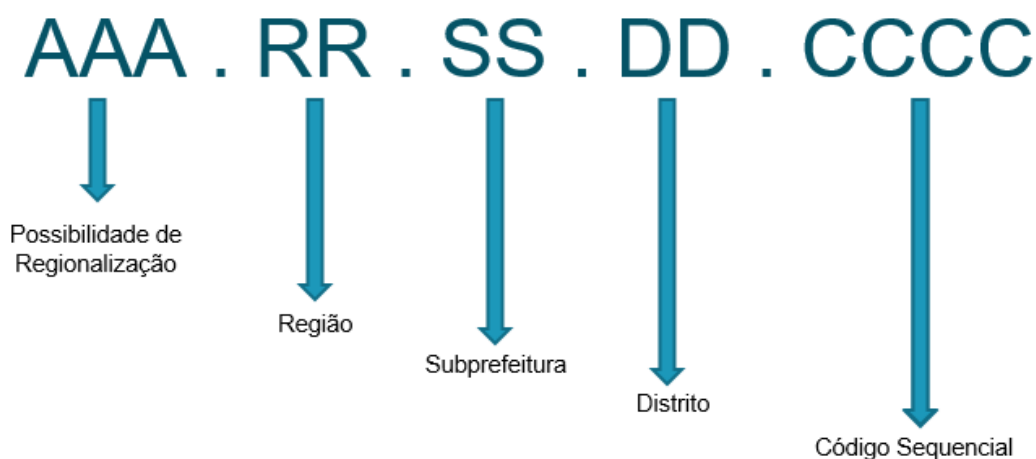 AAA . RR . SS . DD . CCCC
Possibilidade de
Regionalização
Região
Subprefeitura
Distrito
Código Sequencial